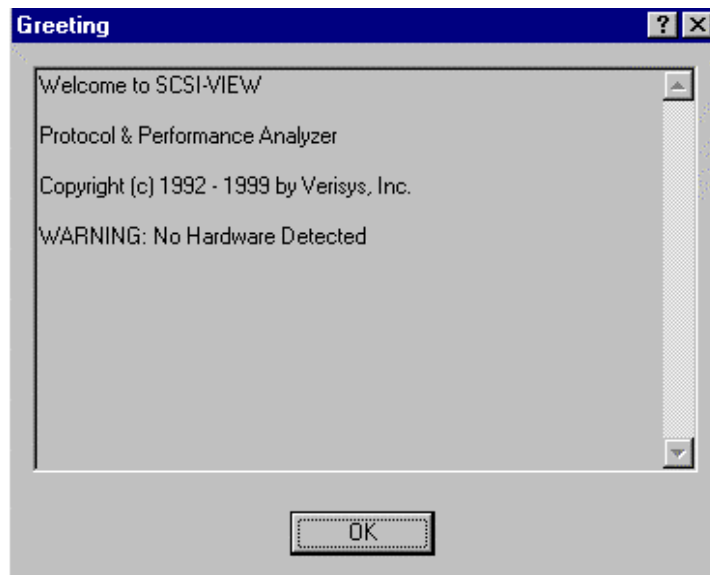 Greeting
Welcome to SCSI-VIEW
Protocol & Performance Analyzer
Copyright (c) 1992 - 1999 by Verisys, Inc.
WARNING: No Hardware Detected
OK